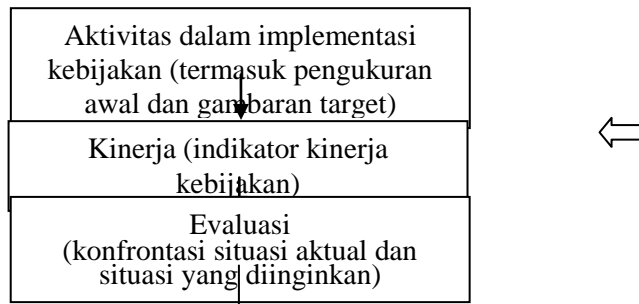 Aktivitas dalam implementasi
kebijakan (termasuk pengukuran
awal dan gambaran target)
Kinerja (indikator kinerja
kebijakan)
Evaluasi
(konfrontasi situasi aktual dan
situasi yang diinginkan)